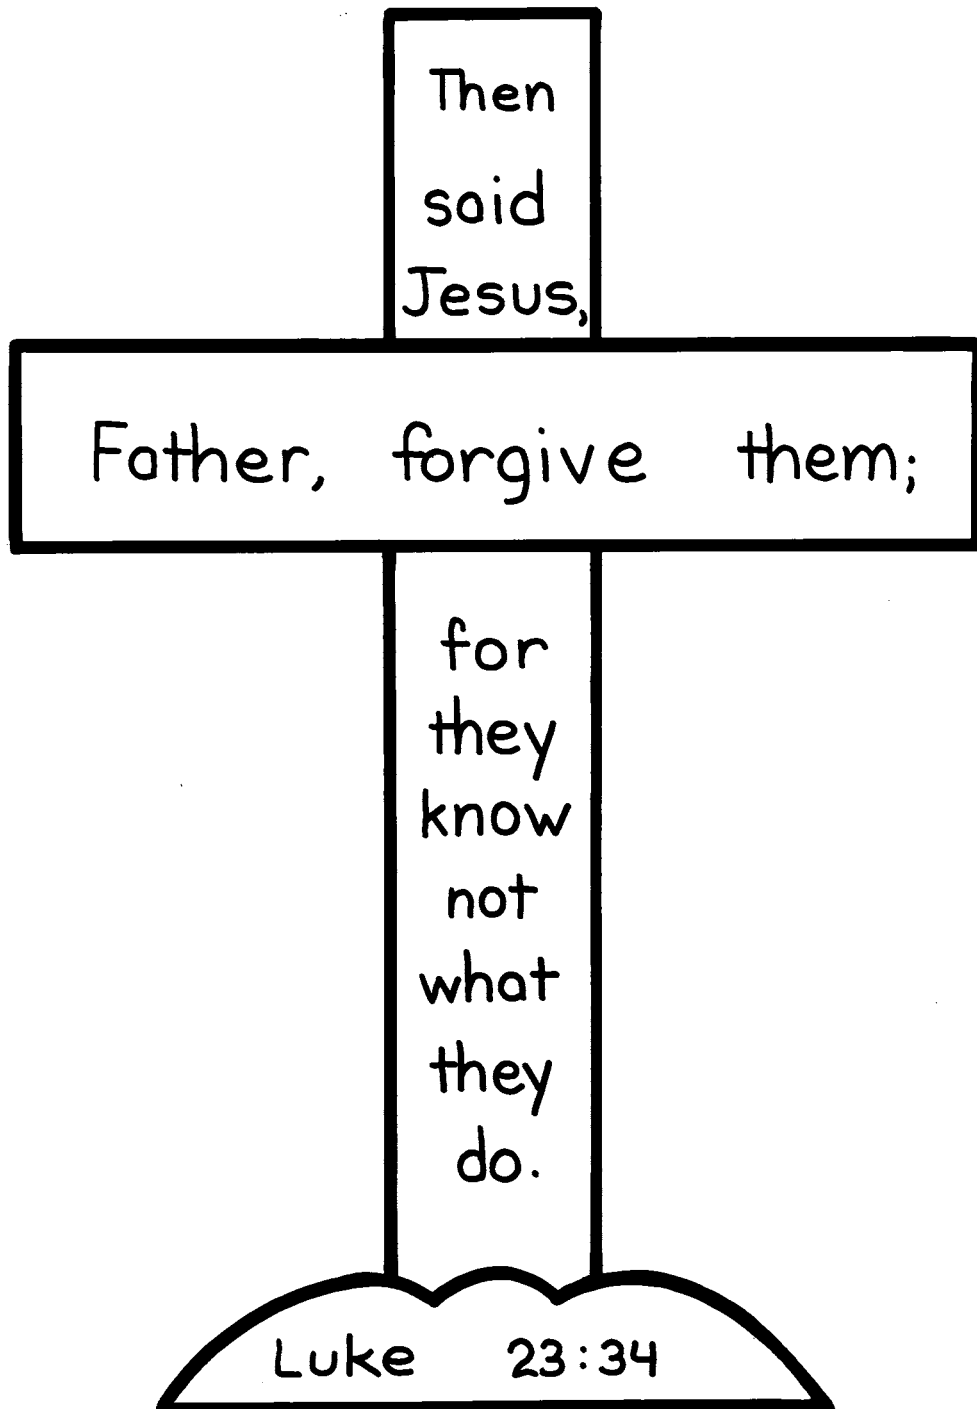 Then
said
Jesus,
Father, forgive them;
for
they
know
not
what
they
do.
Luke 23:34